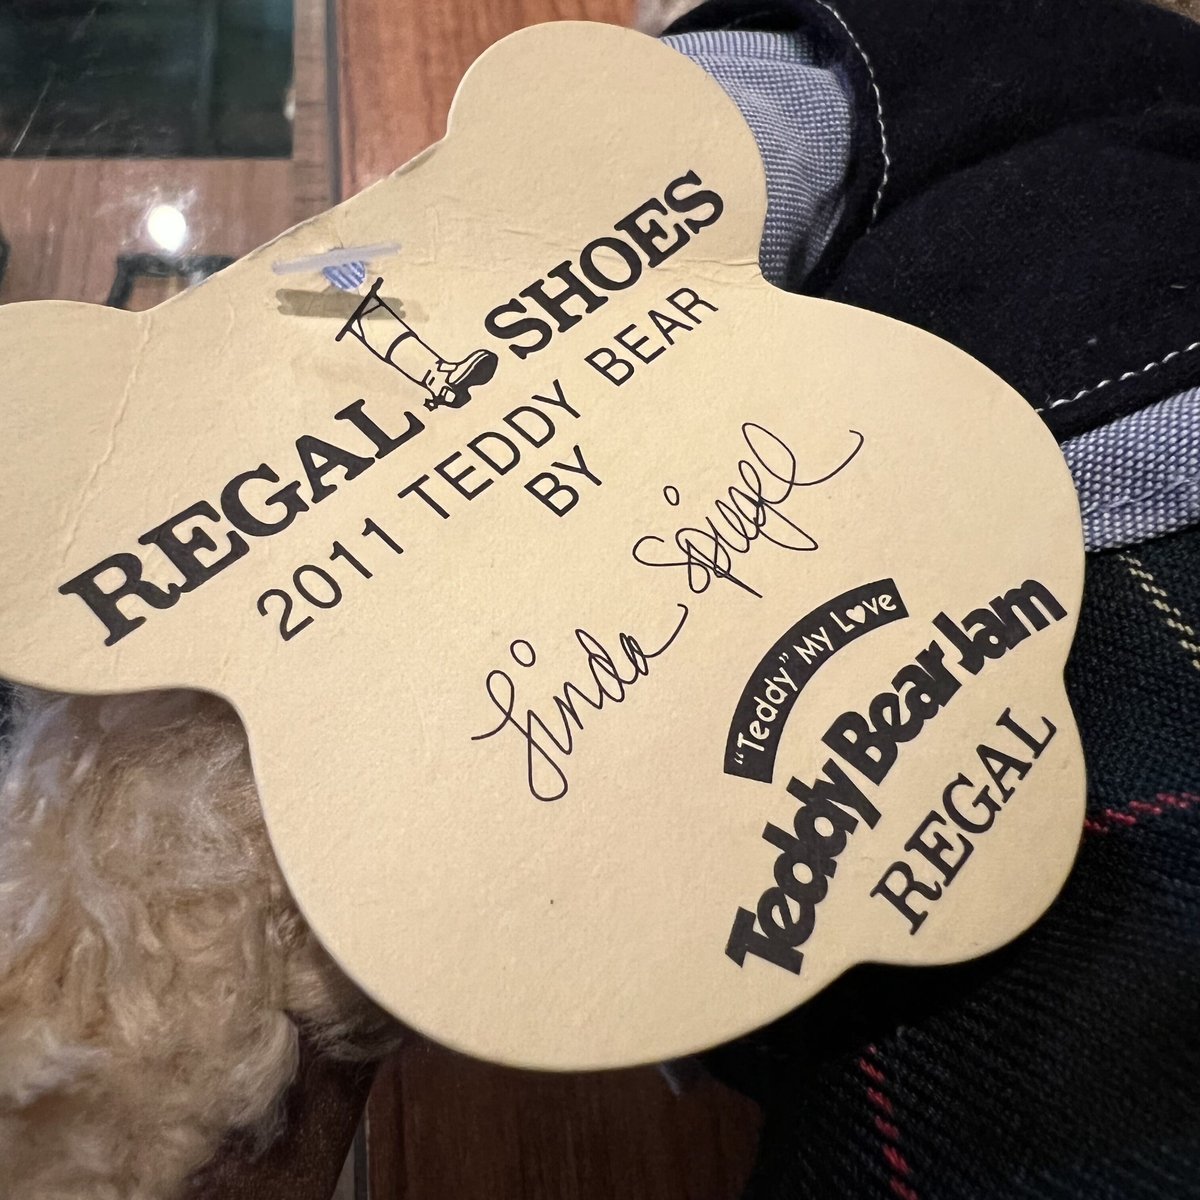 REGAL SHOES
2011 TEDDY BEAR
BY
Linda Spiegel
"Teddy" My Love
Teddy Bear Jam
REGAL